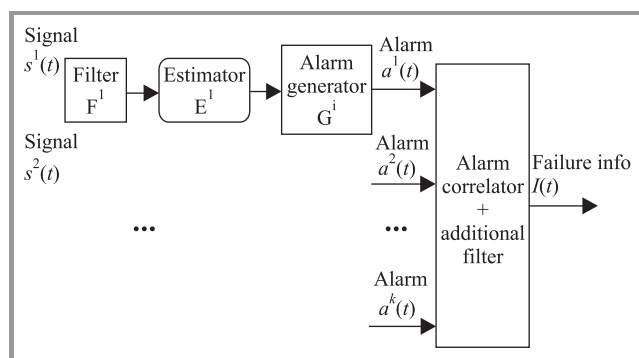 Signal
s¹(t)
Filter
F¹
Estimator
E¹
Alarm
generator
Gⁱ
Alarm
a¹(t)
Signal
s²(t)
Alarm
a²(t)
...
...
Alarm
aᵏ(t)
Alarm
correlator
+
additional
filter
Failure info
I(t)